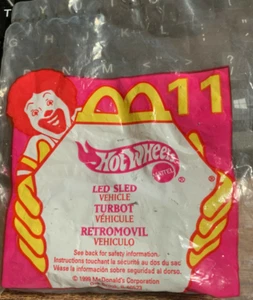 11
HOT WHEELS
MATTEL
LED SLED
VEHICLE
TURBOT
VÉHICULE
RETROMOVIL
VEHICULO
See back for safety information.
Instructions touchant la sécurité au dos du sac
Véase la información sobre seguridad al dorso.
McDonald's Corporation